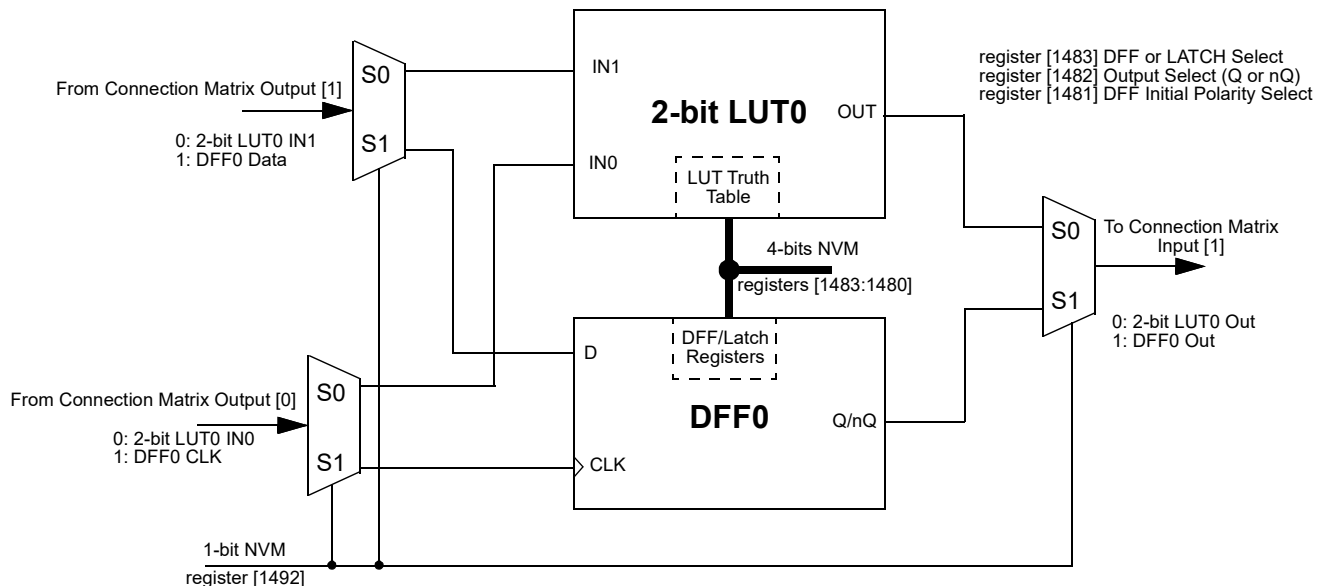 S0
S1
From Connection Matrix Output [1]
0: 2-bit LUT0 IN1
1: DFF0 Data
IN1
IN0
2-bit LUT0
OUT
LUT Truth
Table
register [1483] DFF or LATCH Select
register [1482] Output Select (Q or nQ)
register [1481] DFF Initial Polarity Select
4-bits NVM
registers [1483:1480]
S0
S1
To Connection Matrix
Input [1]
0: 2-bit LUT0 Out
1: DFF0 Out
DFF/Latch
Registers
D
DFF0
Q/nQ
CLK
From Connection Matrix Output [0]
0: 2-bit LUT0 IN0
1: DFF0 CLK
S0
S1
1-bit NVM
register [1492]